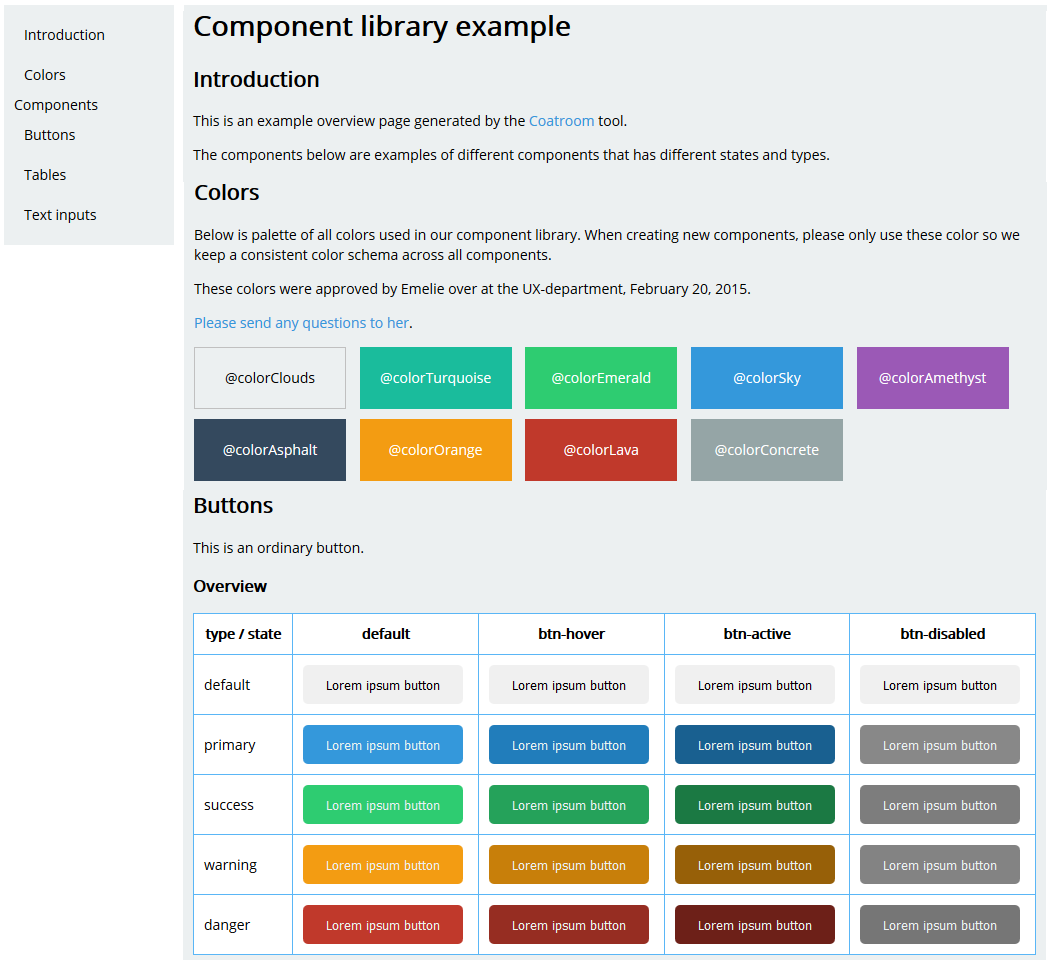 Introduction
Colors
Components
Buttons
Tables
Text inputs
Component library example
Introduction
This is an example overview page generated by the Coatroom tool.
The components below are examples of different components that has different states and types.
Colors
Below is palette of all colors used in our component library. When creating new components, please only use these color so we
keep a consistent color schema across all components.
These colors were approved by Emelie over at the UX-department, February 20, 2015.
Please send any questions to her.
@colorClouds @colorTurquoise @colorEmerald @colorSky @colorAmethyst
@colorAsphalt @colorOrange @colorLava @colorConcrete
Buttons
This is an ordinary button.
Overview
type / state default btn-hover btn-active btn-disabled
default Lorem ipsum button Lorem ipsum button Lorem ipsum button Lorem ipsum button
primary Lorem ipsum button Lorem ipsum button Lorem ipsum button Lorem ipsum button
success Lorem ipsum button Lorem ipsum button Lorem ipsum button Lorem ipsum button
warning Lorem ipsum button Lorem ipsum button Lorem ipsum button Lorem ipsum button
danger Lorem ipsum button Lorem ipsum button Lorem ipsum button Lorem ipsum button